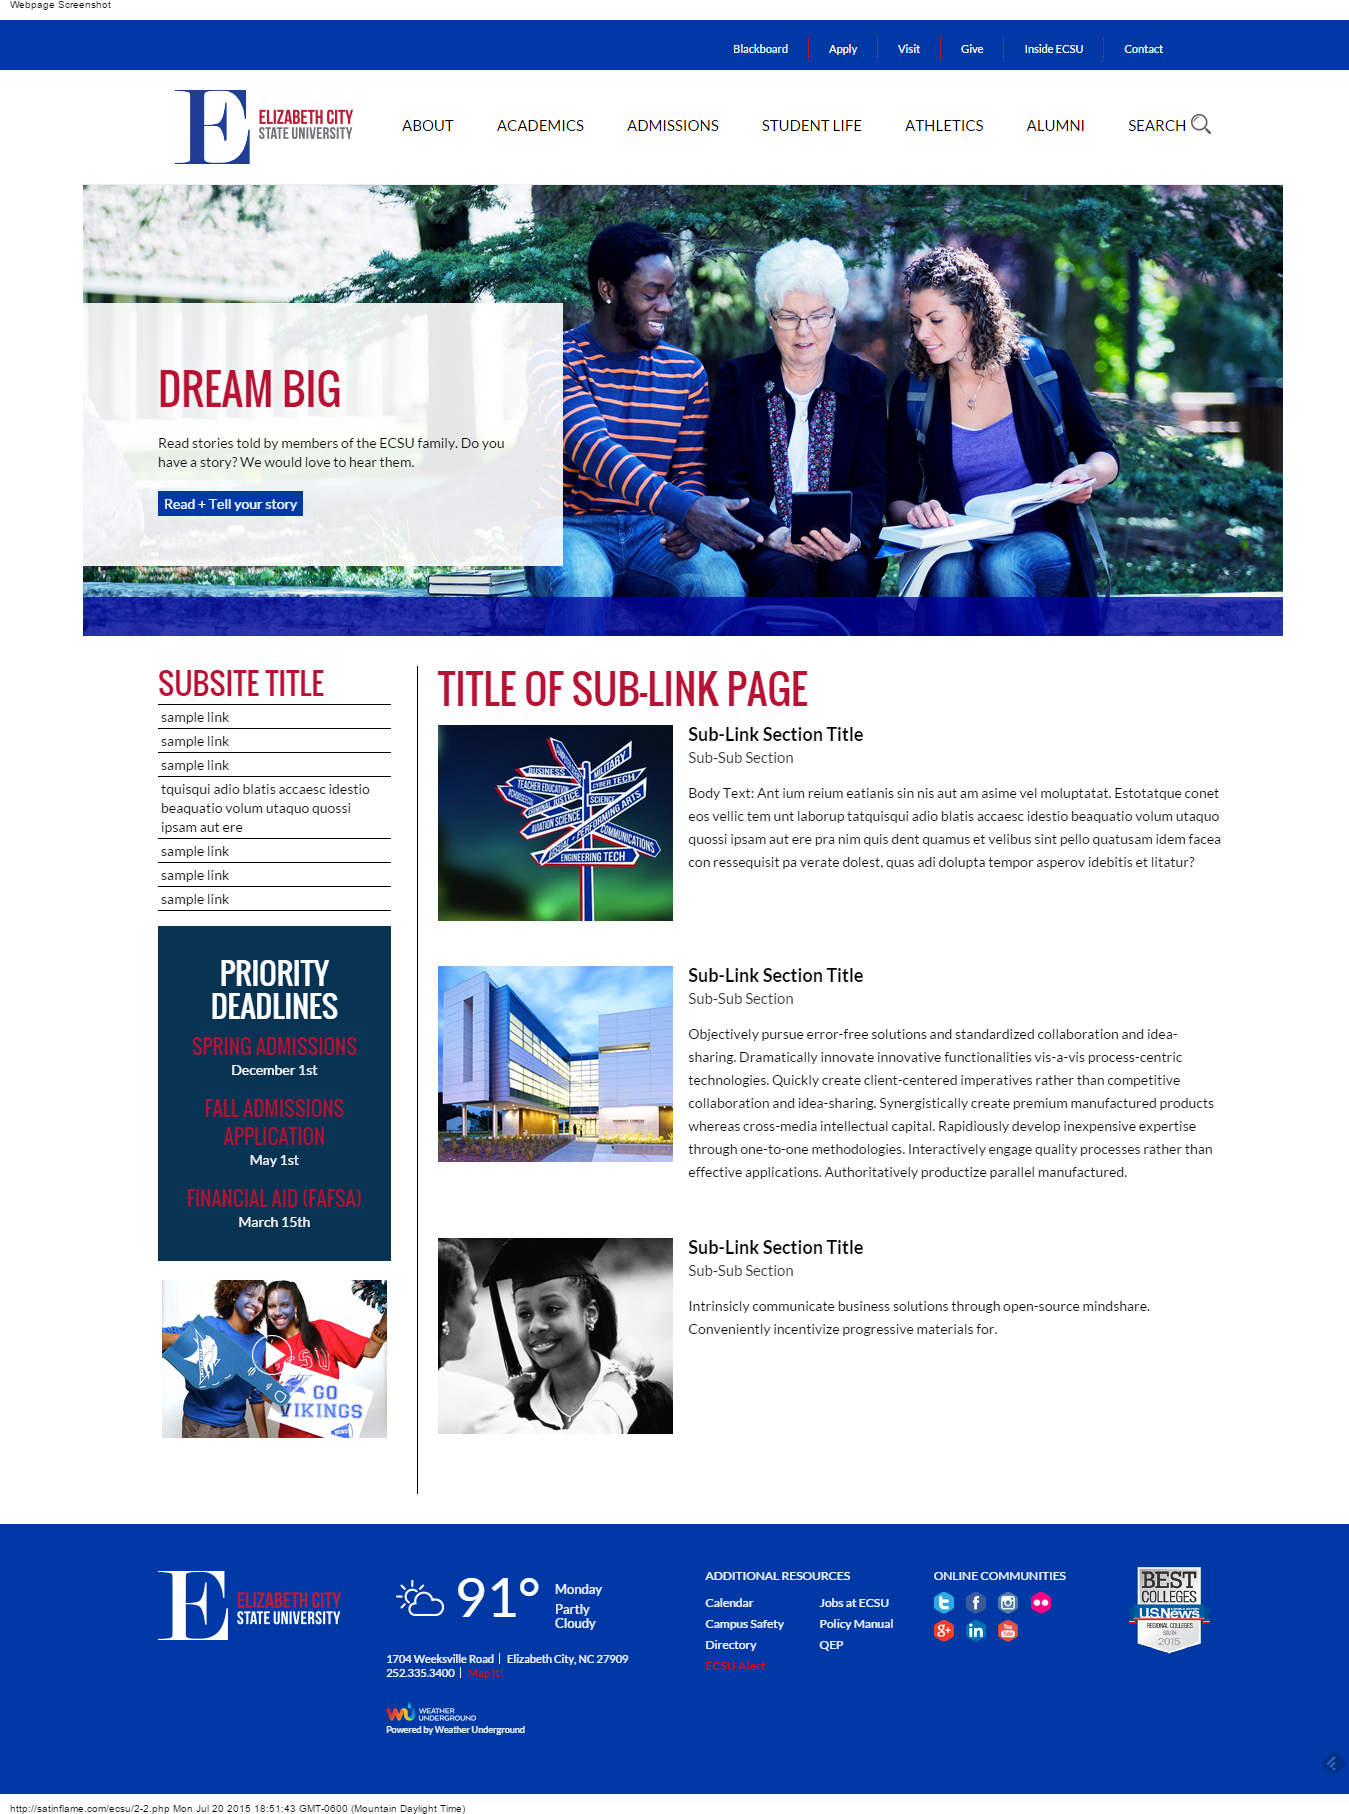 Webpage Screenshot
Blackboard
Apply
Visit
Give
Inside ECSU
Contact
E ELIZABETH CITY
STATE UNIVERSITY
ABOUT
ACADEMICS
ADMISSIONS
STUDENT LIFE
ATHLETICS
ALUMNI
SEARCH
DREAM BIG
Read stories told by members of the ECSU family. Do you
have a story? We would love to hear them.
Read + Tell your story
SUBSITE TITLE
sample link
sample link
sample link
tquisqui adio blatis accaesc idestio
beaquatio volum utaquo quossi
ipsam aut ere
sample link
sample link
sample link
PRIORITY
DEADLINES
SPRING ADMISSIONS
December 1st
FALL ADMISSIONS
APPLICATION
May 1st
FINANCIAL AID (FAFSA)
March 15th
ECSU
GO
VIKINGS
ECSU
TITLE OF SUB-LINK PAGE
MILITARY
BUSINESS
CYBER TECH
TEACHER EDUCATION
SCIENCE
CRIMINAL JUSTICE
AVIATION SCIENCE
VISUAL + PERFORMING ARTS
COMMUNICATIONS
ENGINEERING TECH
Sub-Link Section Title
Sub-Sub Section
Body Text: Ant ium reium eatianis sin nis aut am asime vel moluptatat. Estotatque conet
eos vellic tem unt laborup tatquisqui adio blatis accaesc idestio beaquatio volum utaquo
quossi ipsam aut ere pra nim quis dent quamus et velibus sint pello quatusam idem facea
con ressequisit pa verate dolest, quas adi dolupta tempor asperov idebitis et litatur?
Sub-Link Section Title
Sub-Sub Section
Objectively pursue error-free solutions and standardized collaboration and idea-
sharing. Dramatically innovate innovative functionalities vis-a-vis process-centric
technologies. Quickly create client-centered imperatives rather than competitive
collaboration and idea-sharing. Synergistically create premium manufactured products
whereas cross-media intellectual capital. Rapidiously develop inexpensive expertise
through one-to-one methodologies. Interactively engage quality processes rather than
effective applications. Authoritatively productize parallel manufactured.
Sub-Link Section Title
Sub-Sub Section
Intrinsicly communicate business solutions through open-source mindshare.
Conveniently incentivize progressive materials for.
E ELIZABETH CITY
STATE UNIVERSITY
91°
Monday
Partly
Cloudy
1704 Weeksville Road | Elizabeth City, NC 27909
252.335.3400 | Map It!
WEATHER
UNDERGROUND
Powered by Weather Underground
ADDITIONAL RESOURCES
Calendar
Campus Safety
Directory
ECSU Alert
Jobs at ECSU
Policy Manual
QEP
ONLINE COMMUNITIES
BEST
COLLEGES
U.S.News
REGIONAL COLLEGES
SOUTH
2015
http://satinflame.com/ecsu/2-2.php Mon Jul 20 2015 18:51:43 GMT-0600 (Mountain Daylight Time)